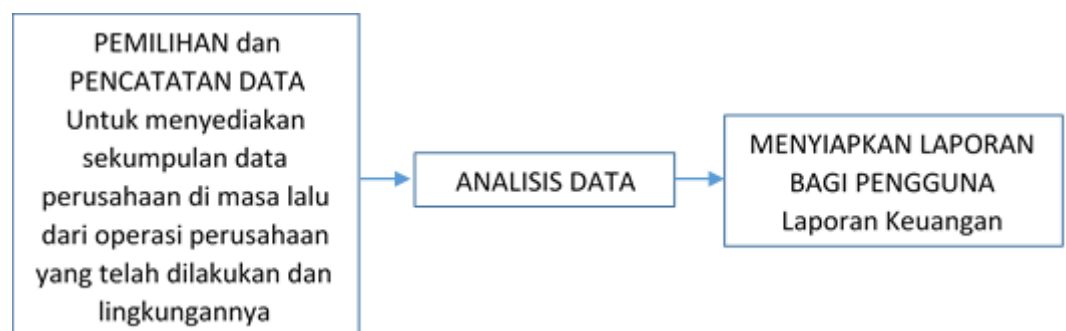 PEMILIHAN dan
PENCATATAN DATA
Untuk menyediakan
sekumpulan data
perusahaan di masa lalu
dari operasi perusahaan
yang telah dilakukan dan
lingkungannya
ANALISIS DATA
MENYIAPKAN LAPORAN
BAGI PENGGUNA
Laporan Keuangan